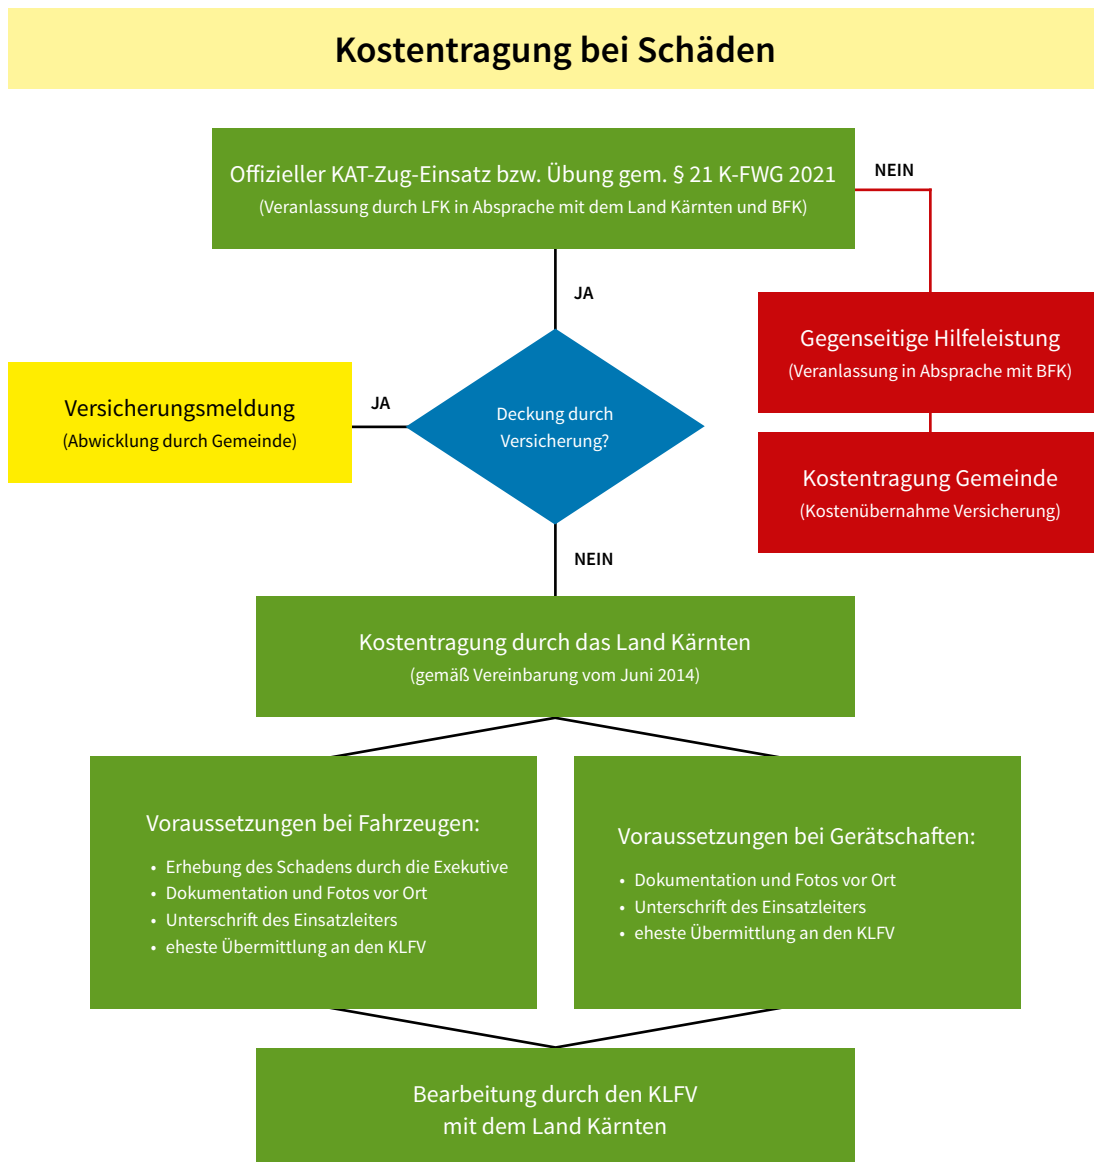 Kostentragung bei Schäden
Offizieller KAT-Zug-Einsatz bzw. Übung gem. § 21 K-FWG 2021
(Veranlassung durch LFK in Absprache mit dem Land Kärnten und BFK)
NEIN
JA
Gegenseitige Hilfeleistung
(Veranlassung in Absprache mit BFK)
Versicherungsmeldung
(Abwicklung durch Gemeinde)
JA
Deckung durch
Versicherung?
Kostentragung Gemeinde
(Kostenübernahme Versicherung)
NEIN
Kostentragung durch das Land Kärnten
(gemäß Vereinbarung vom Juni 2014)
Voraussetzungen bei Fahrzeugen:
• Erhebung des Schadens durch die Exekutive
• Dokumentation und Fotos vor Ort
• Unterschrift des Einsatzleiters
• eheste Übermittlung an den KLFV
Voraussetzungen bei Gerätschaften:
• Dokumentation und Fotos vor Ort
• Unterschrift des Einsatzleiters
• eheste Übermittlung an den KLFV
Bearbeitung durch den KLFV
mit dem Land Kärnten